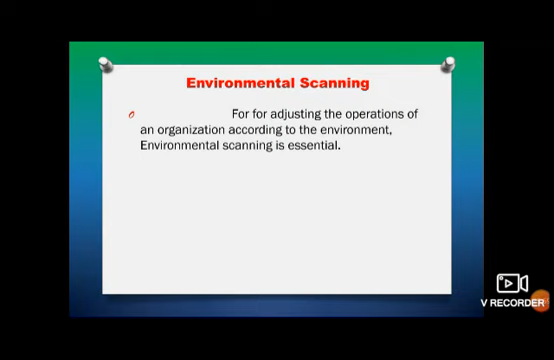 Environmental Scanning
For for adjusting the operations of
an organization according to the environment,
Environmental scanning is essential.
V RECORDER